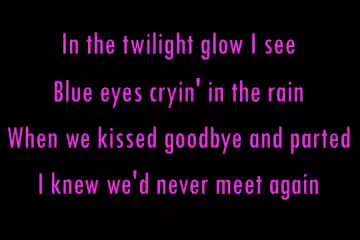 In the twilight glow I see
Blue eyes cryin' in the rain
When we kissed goodbye and parted
I knew we'd never meet again